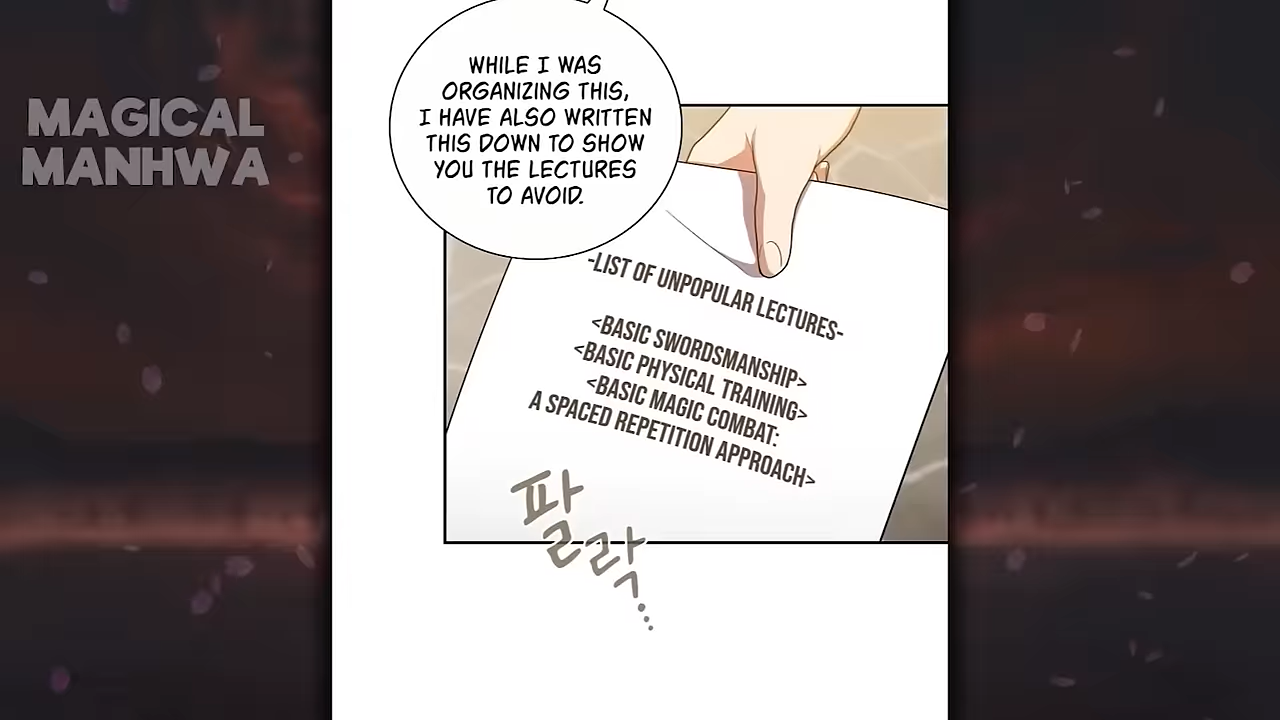 MAGICAL
MANHWA
WHILE I WAS
ORGANIZING THIS,
I HAVE ALSO WRITTEN
THIS DOWN TO SHOW
YOU THE LECTURES
TO AVOID.
-LIST OF UNPOPULAR LECTURES-
<BASIC SWORDSMANSHIP>
<BASIC PHYSICAL TRAINING>
<BASIC MAGIC COMBAT:
A SPACED REPETITION APPROACH>
팔락...